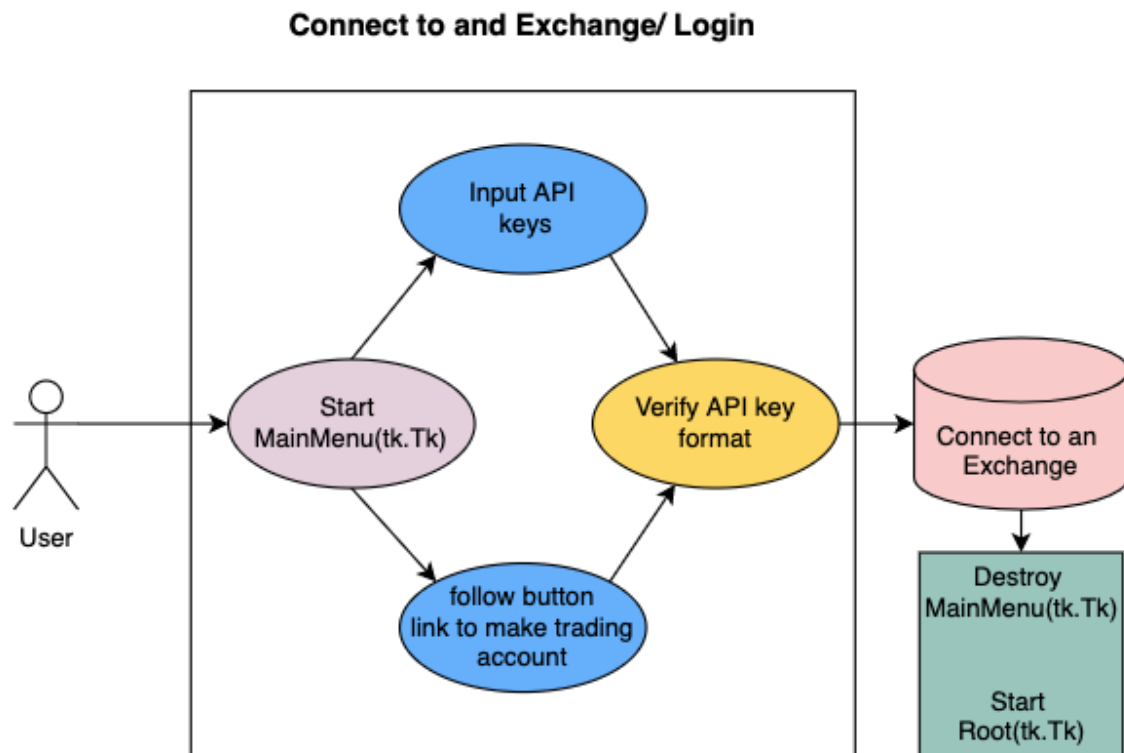 Connect to and Exchange/ Login
Input API
keys
Start
MainMenu(tk.Tk)
Verify API key
format
Connect to an
Exchange
User
follow button
link to make trading
account
Destroy
MainMenu(tk.Tk)
Start
Root(tk.Tk)